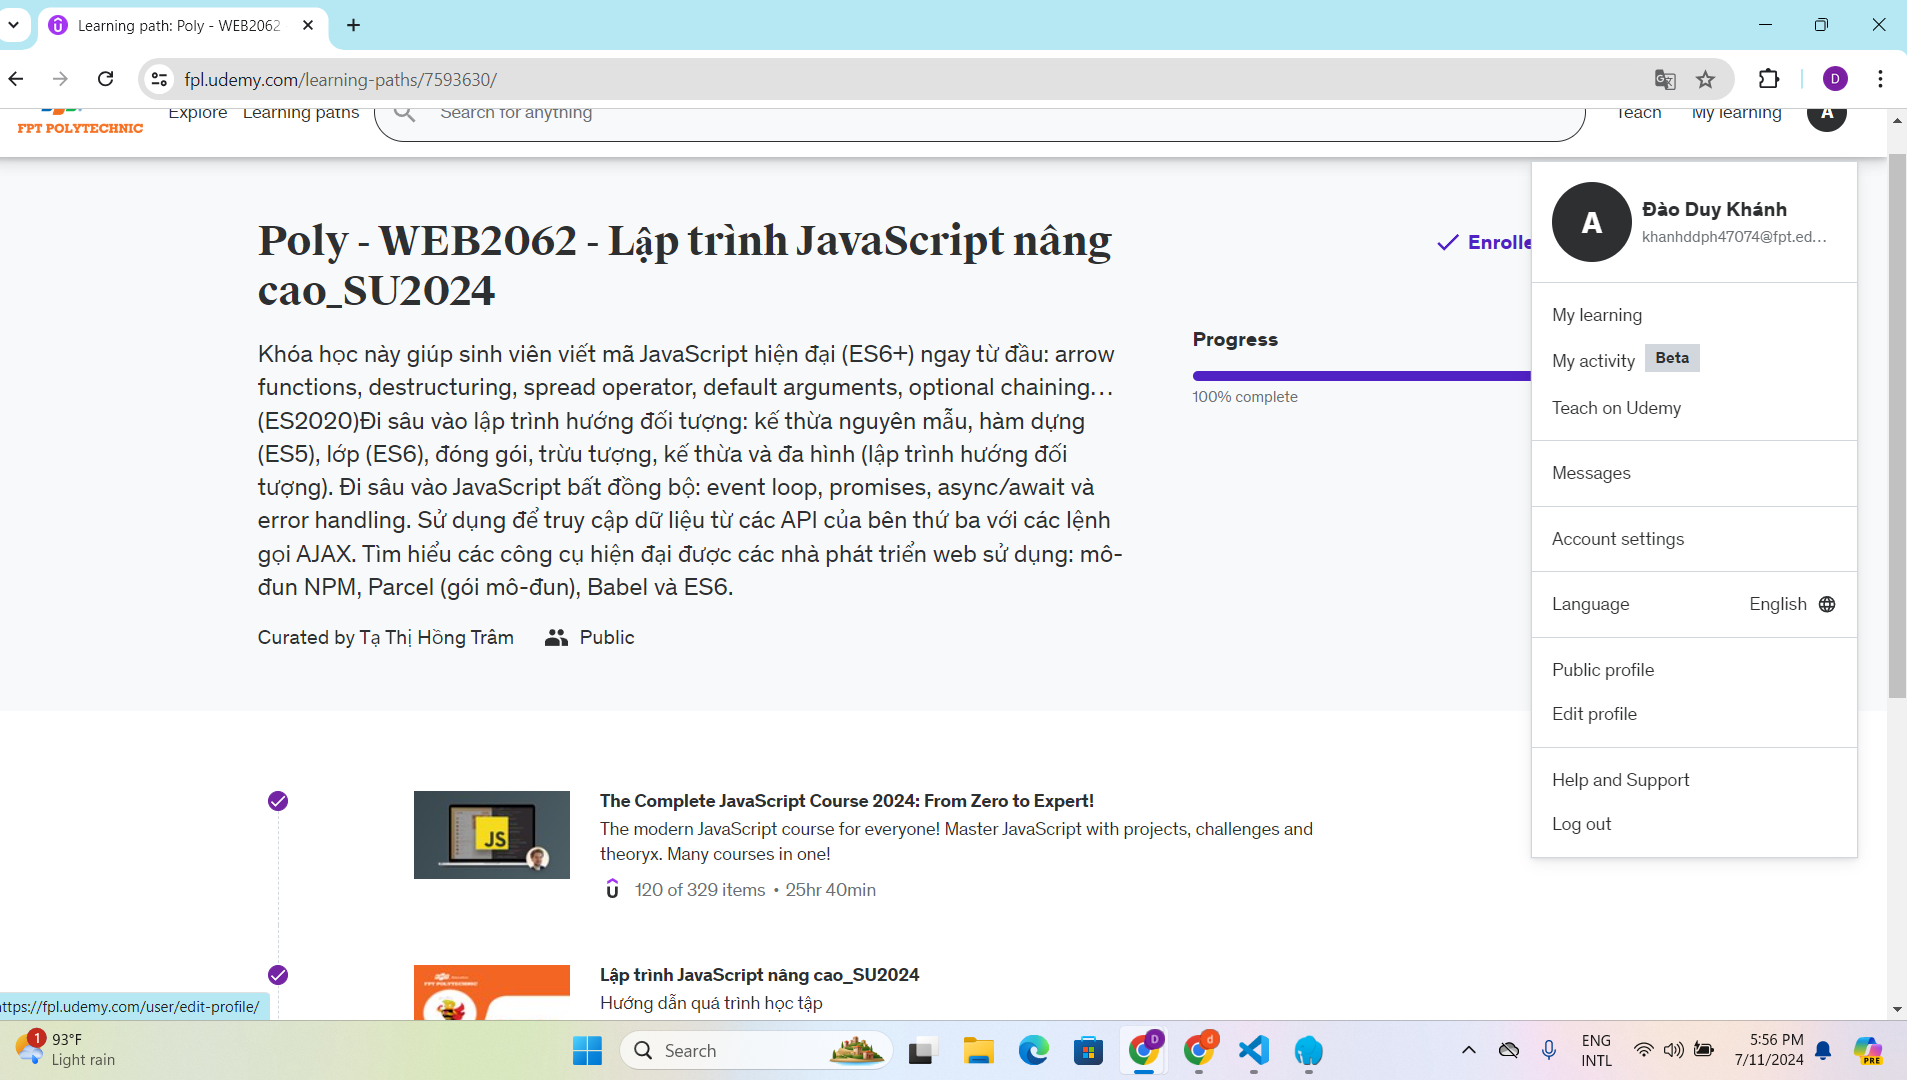 Learning path: Poly - WEB2062
fpl.udemy.com/learning-paths/7593630/
D
FPT POLYTECHNIC
Explore
Learning paths
Search for anything
Teach
My learning
A
Poly - WEB2062 - Lập trình JavaScript nâng
cao_SU2024
Khóa học này giúp sinh viên viết mã JavaScript hiện đại (ES6+) ngay từ đầu: arrow
functions, destructuring, spread operator, default arguments, optional chaining…
(ES2020)Đi sâu vào lập trình hướng đối tượng: kế thừa nguyên mẫu, hàm dựng
(ES5), lớp (ES6), đóng gói, trừu tượng, kế thừa và đa hình (lập trình hướng đối
tượng). Đi sâu vào JavaScript bất đồng bộ: event loop, promises, async/await và
error handling. Sử dụng để truy cập dữ liệu từ các API của bên thứ ba với các lệnh
gọi AJAX. Tìm hiểu các công cụ hiện đại được các nhà phát triển web sử dụng: mô-
đun NPM, Parcel (gói mô-đun), Babel và ES6.
Curated by Tạ Thị Hồng Trâm
Public
Enrolle
Progress
100% complete
A
Đào Duy Khánh
khanhddph47074@fpt.ed...
My learning
My activity Beta
Teach on Udemy
Messages
Account settings
Language English
Public profile
Edit profile
Help and Support
Log out
JS
The Complete JavaScript Course 2024: From Zero to Expert!
The modern JavaScript course for everyone! Master JavaScript with projects, challenges and
theoryx. Many courses in one!
120 of 329 items • 25hr 40min
FPT POLYTECHNIC
Lập trình JavaScript nâng cao_SU2024
Hướng dẫn quá trình học tập
ttps://fpl.udemy.com/user/edit-profile/
1
93°F
Light rain
Search
D
d
ENG
INTL
5:56 PM
7/11/2024
PRE